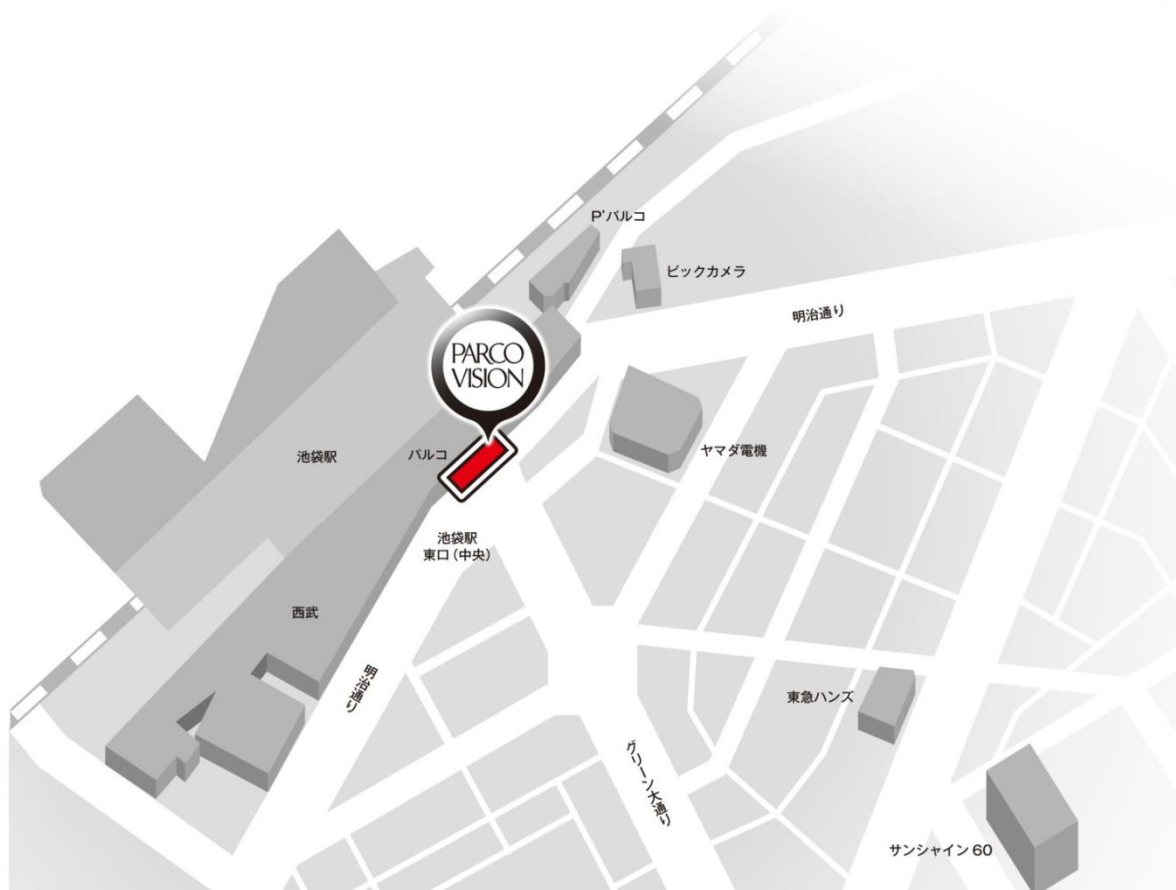 P'パルコ
ビックカメラ
明治通り
PARCO
VISION
池袋駅
パルコ
ヤマダ電機
池袋駅
東口（中央）
西武
明治通り
東急ハンズ
グリーン大通り
サンシャイン60